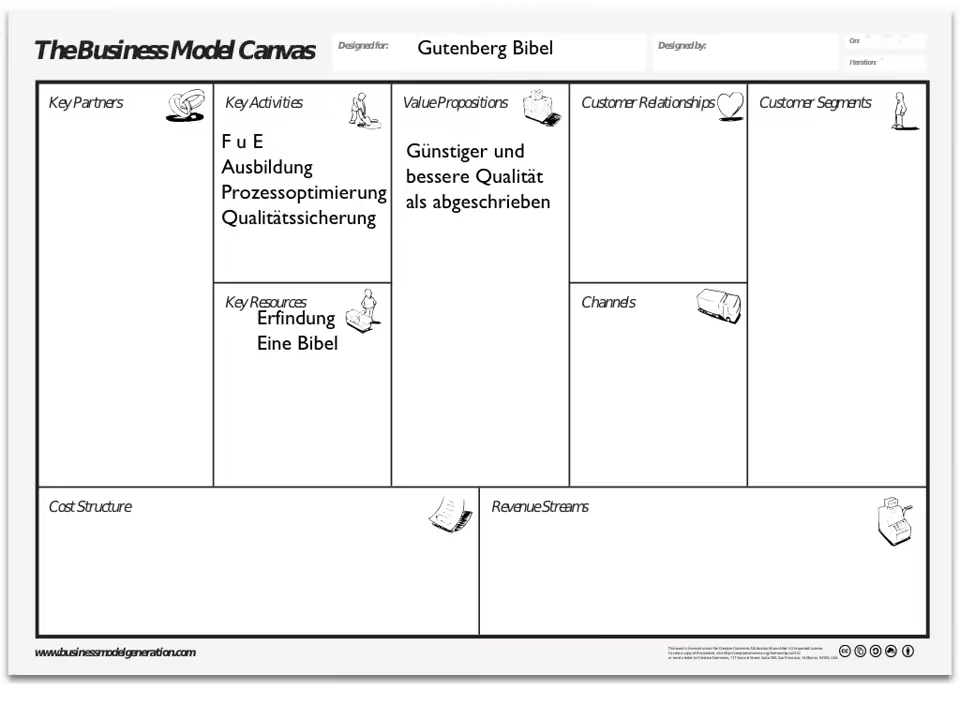 The Business Model Canvas
Designed for:
Gutenberg Bibel
Designed by:
On:
Iteration:
Key Partners
Key Activities
F u E
Ausbildung
Prozessoptimierung
Qualitätssicherung
Key Resources
Erfindung
Eine Bibel
Value Propositions
Günstiger und
bessere Qualität
als abgeschrieben
Customer Relationships
Channels
Customer Segments
Cost Structure
Revenue Streams
www.businessmodelgeneration.com